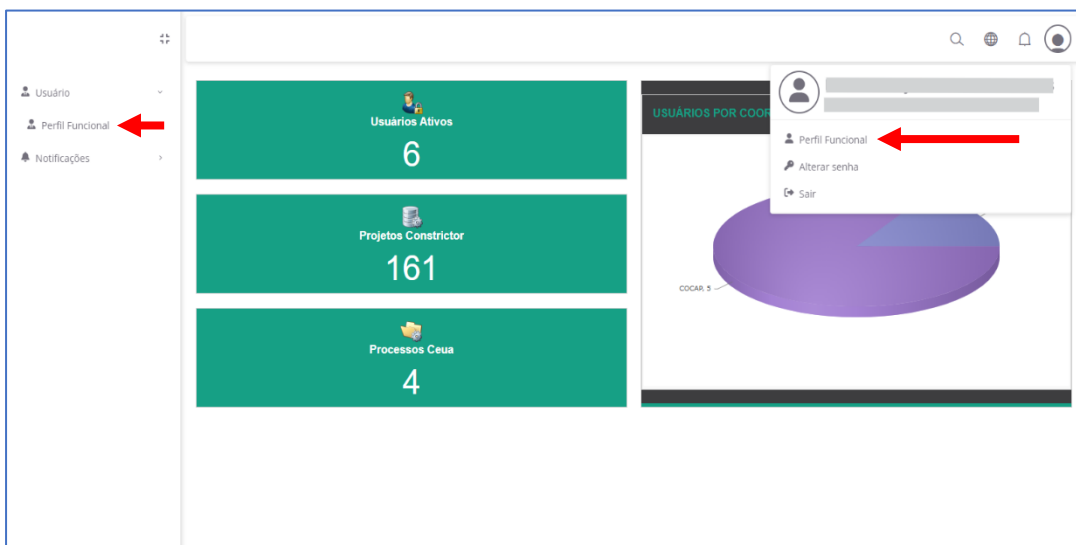 Usuário
Perfil Funcional
Notificações
Usuários Ativos
6
Projetos Constrictor
161
Processos Ceua
4
USUÁRIOS POR COOR
COCAR 5
Perfil Funcional
Alterar senha
Sair